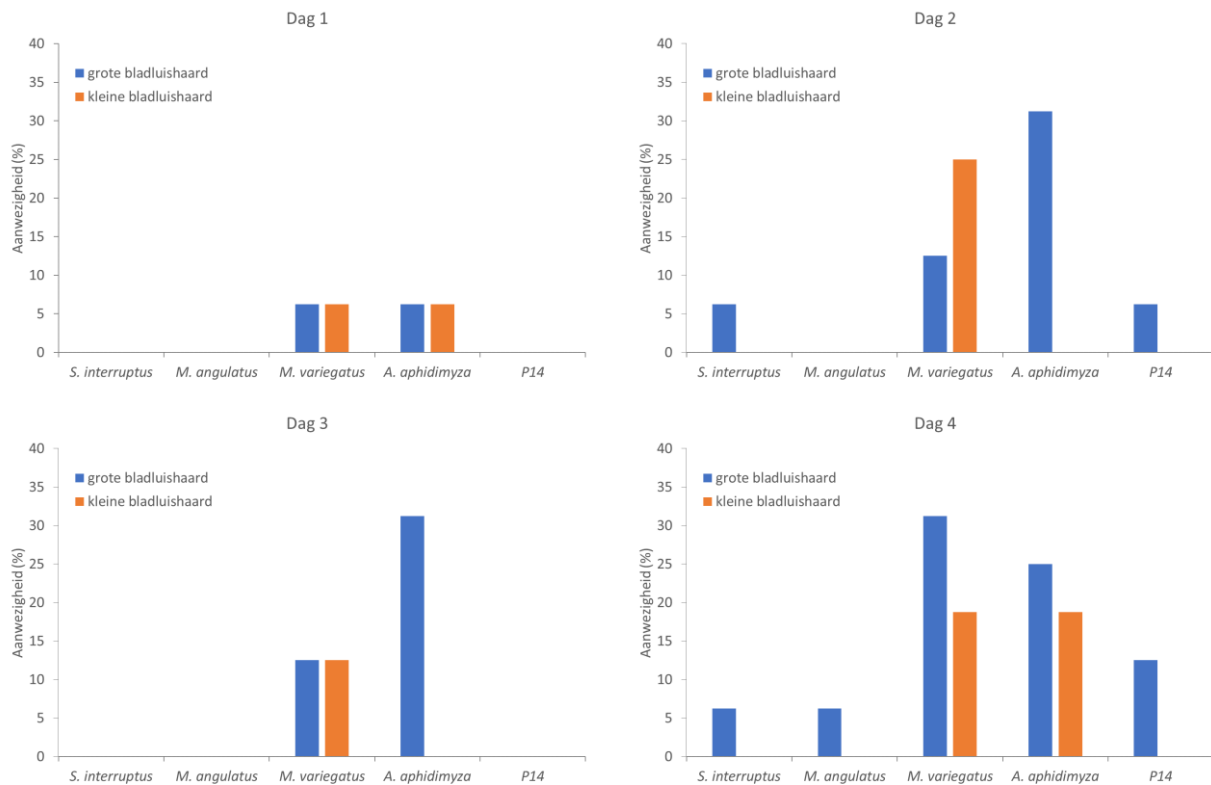 Dag 1
40
35
30
25
20
15
10
5
0
Aanwezigheid (%)
grote bladluishaard
kleine bladluishaard
S. interruptus M. angulatus M. variegatus A. aphidimyza P14
Dag 2
40
35
30
25
20
15
10
5
0
Aanwezigheid (%)
grote bladluishaard
kleine bladluishaard
S. interruptus M. angulatus M. variegatus A. aphidimyza P14
Dag 3
40
35
30
25
20
15
10
5
0
Aanwezigheid (%)
grote bladluishaard
kleine bladluishaard
S. interruptus M. angulatus M. variegatus A. aphidimyza P14
Dag 4
40
35
30
25
20
15
10
5
0
Aanwezigheid (%)
grote bladluishaard
kleine bladluishaard
S. interruptus M. angulatus M. variegatus A. aphidimyza P14